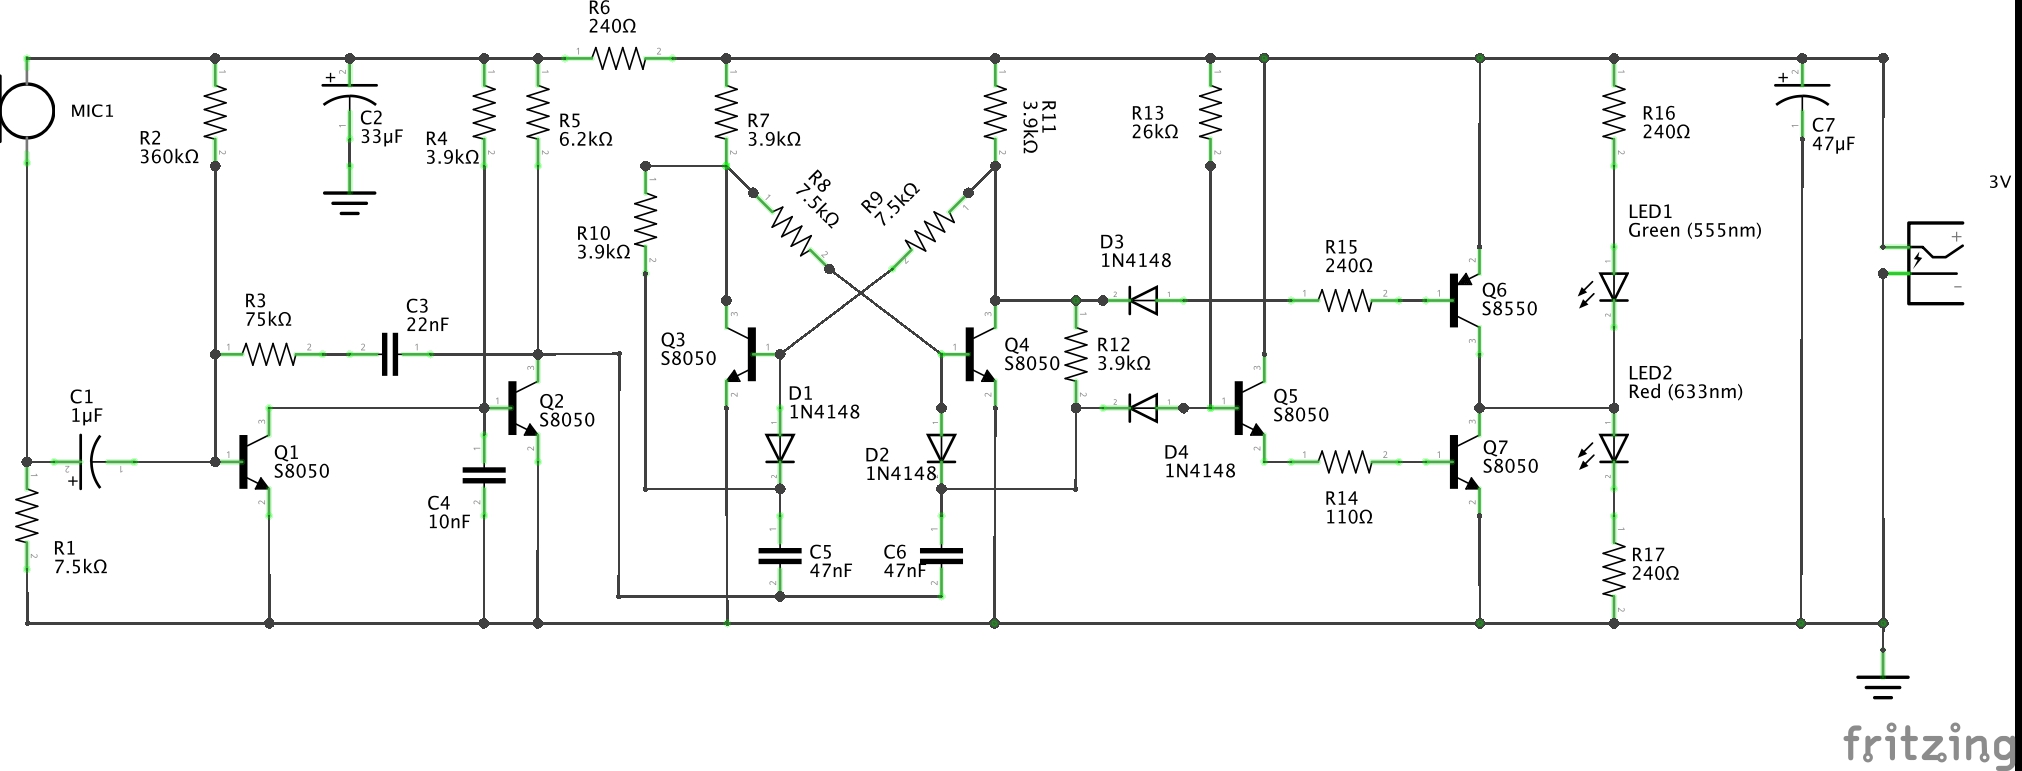 R6
240Ω
MIC1
R2
360kΩ
+
C2
33µF
R4
3.9kΩ
R5
6.2kΩ
R7
3.9kΩ
R11
3.9kΩ
R13
26kΩ
R16
240Ω
+
C7
47µF
3V
R8
7.5kΩ
R9
7.5kΩ
R10
3.9kΩ
D3
1N4148
R15
240Ω
LED1
Green (555nm)
+
−
R3
75kΩ
C3
22nF
Q3
S8050
Q4
S8050
R12
3.9kΩ
Q6
S8550
C1
1µF
+
Q2
S8050
D1
1N4148
Q5
S8050
LED2
Red (633nm)
Q1
S8050
D2
1N4148
D4
1N4148
Q7
S8050
C4
10nF
R14
110Ω
R1
7.5kΩ
C5
47nF
C6
47nF
R17
240Ω
fritzing